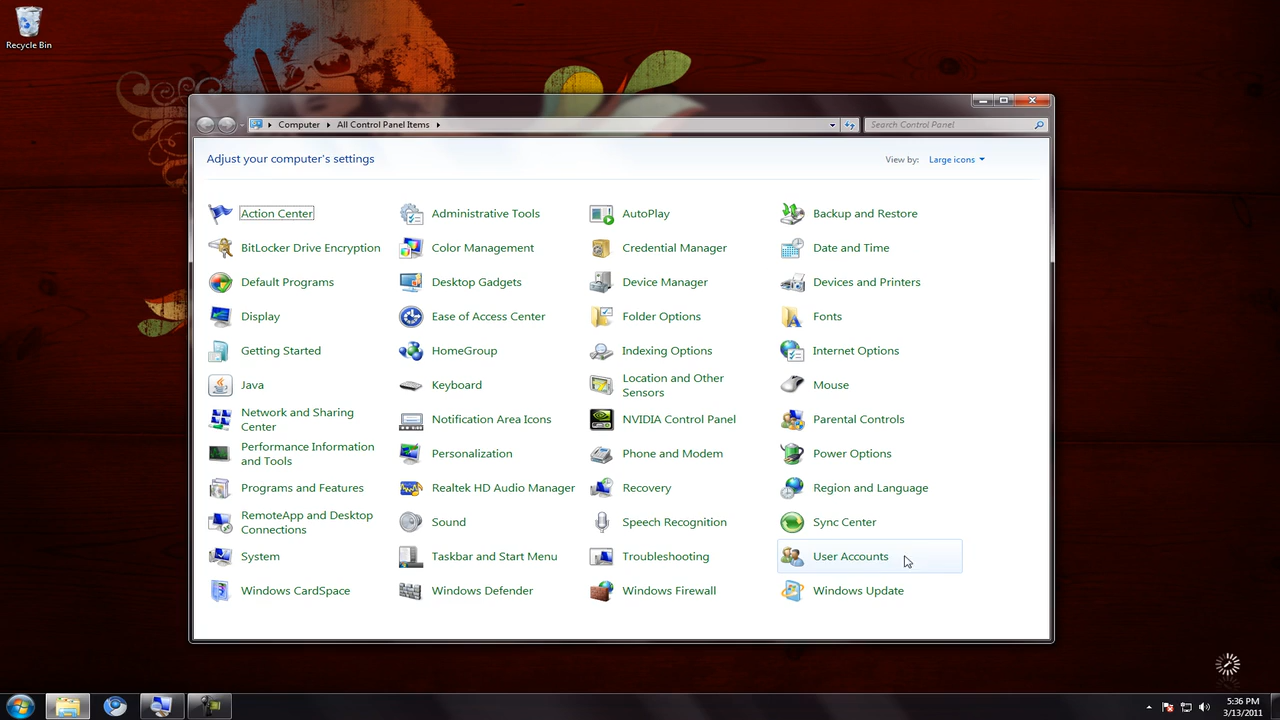 Recycle Bin
Computer
All Control Panel Items
Search Control Panel
Adjust your computer's settings
View by:
Large icons
Action Center
Administrative Tools
AutoPlay
Backup and Restore
BitLocker Drive Encryption
Color Management
Credential Manager
Date and Time
Default Programs
Desktop Gadgets
Device Manager
Devices and Printers
Display
Ease of Access Center
Folder Options
Fonts
Getting Started
HomeGroup
Indexing Options
Internet Options
Java
Keyboard
Location and Other
Sensors
Mouse
Network and Sharing
Center
Notification Area Icons
NVIDIA Control Panel
Parental Controls
Performance Information
and Tools
Personalization
Phone and Modem
Power Options
Programs and Features
Realtek HD Audio Manager
Recovery
Region and Language
RemoteApp and Desktop
Connections
Sound
Speech Recognition
Sync Center
System
Taskbar and Start Menu
Troubleshooting
User Accounts
Windows CardSpace
Windows Defender
Windows Firewall
Windows Update
5:36 PM
3/13/2011